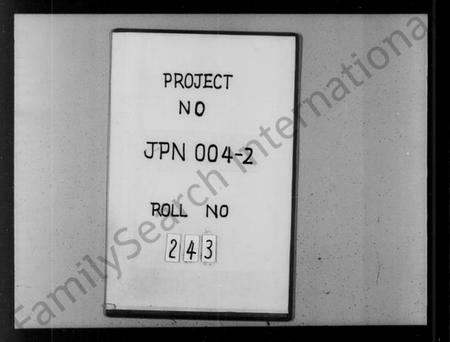 PROJECT
NO
JPN 004-2
ROLL NO
243
FamilySearch International